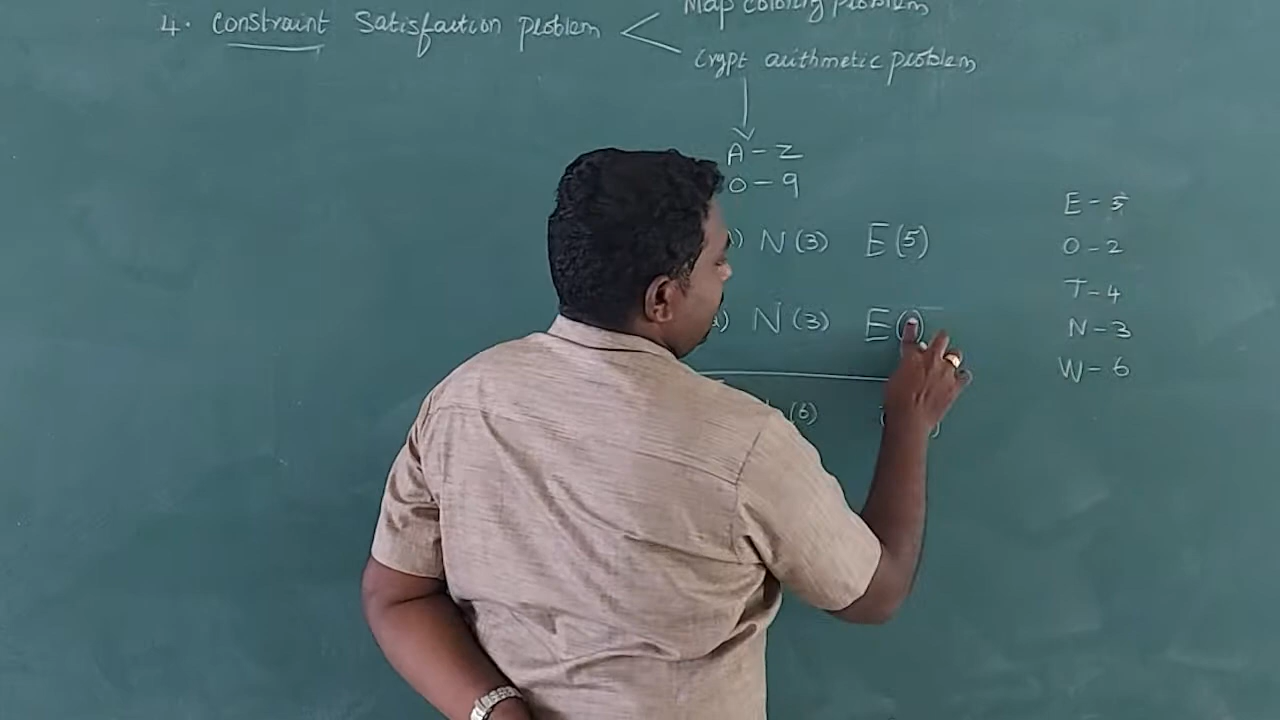 Map coloring problem
4. Constraint Satisfaction problem
Crypt arithmetic problem
A - Z
0 - 9
N (3) E (5)
N (3) E (
(6)
E - 5
O - 2
T - 4
N - 3
W - 6